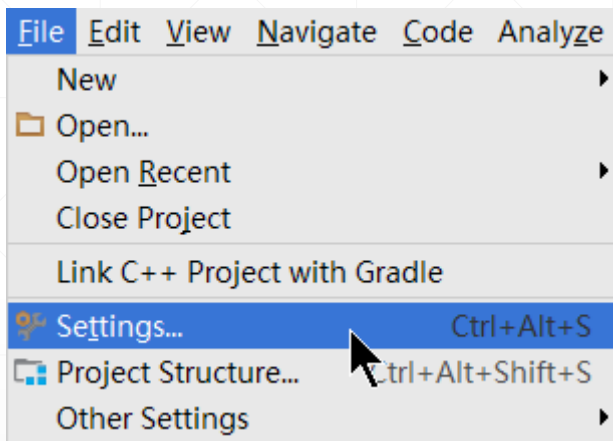 File Edit View Navigate Code Analyze
New
Open...
Open Recent
Close Project
Link C++ Project with Gradle
Settings... Ctrl+Alt+S
Project Structure... Ctrl+Alt+Shift+S
Other Settings